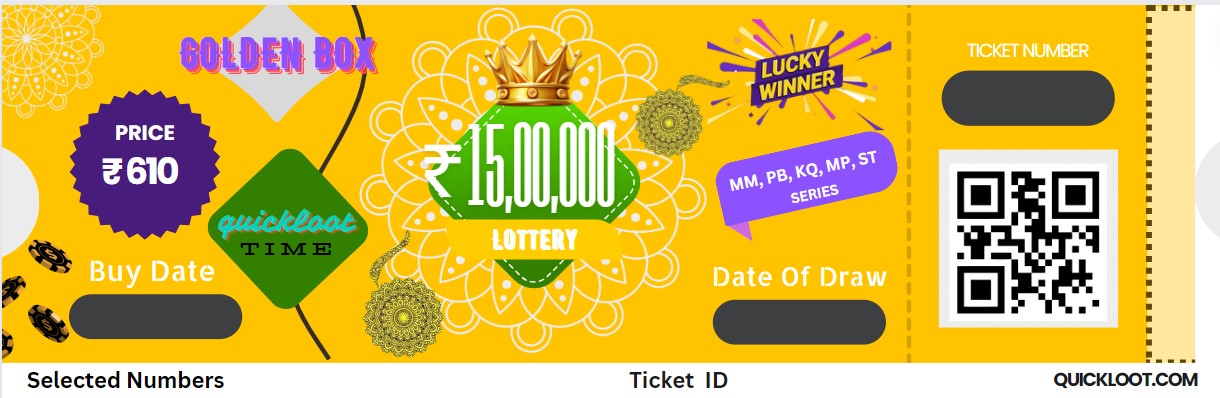 GOLDEN BOX
PRICE
₹610
quickloot
TIME
Buy Date
₹15,00,000
LOTTERY
LUCKY
WINNER
MM, PB, KQ, MP, ST
SERIES
Date Of Draw
TICKET NUMBER
Selected Numbers
Ticket ID
QUICKLOOT.COM